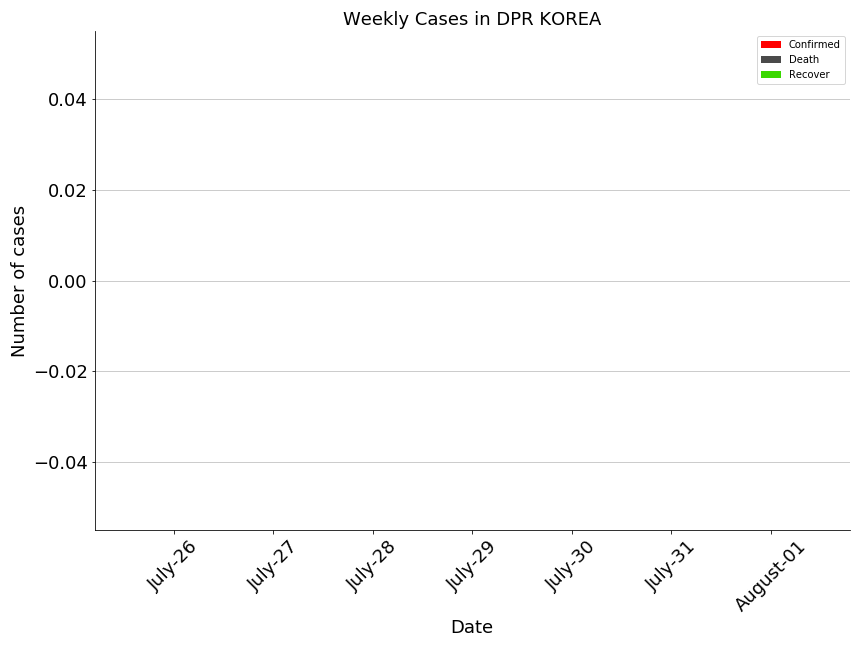 Weekly Cases in DPR KOREA
Confirmed
Death
Recover
0.04
0.02
0.00
−0.02
−0.04
Number of cases
July-26
July-27
July-28
July-29
July-30
July-31
August-01
Date